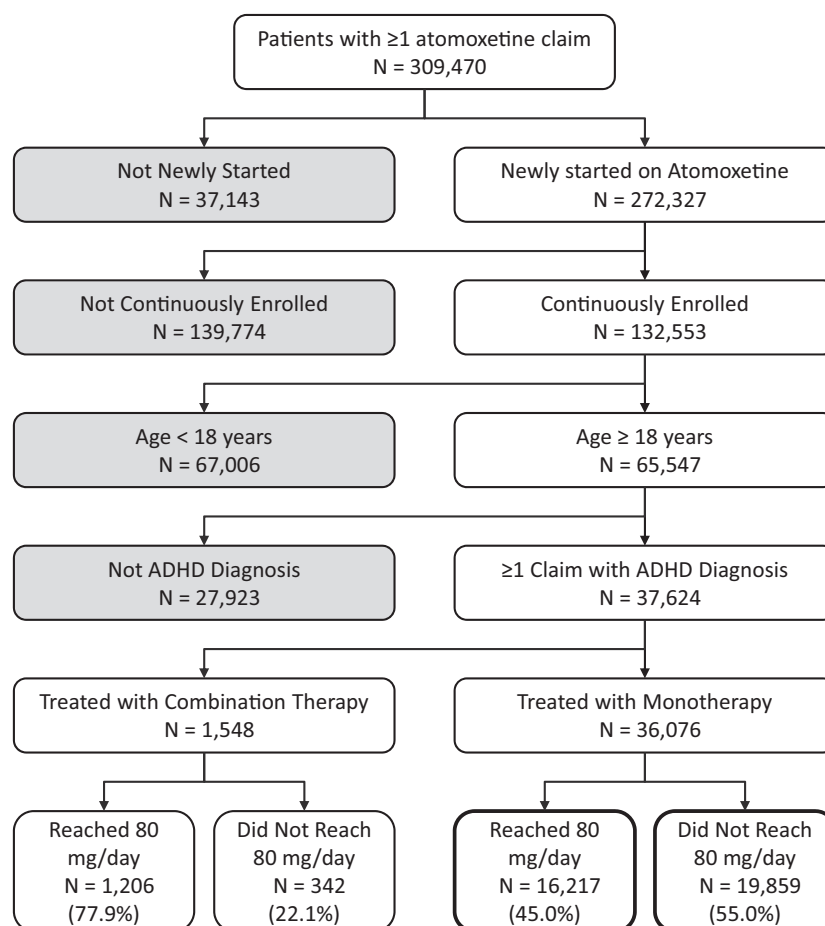 Patients with ≥1 atomoxetine claim
N = 309,470
Not Newly Started
N = 37,143
Newly started on Atomoxetine
N = 272,327
Not Continuously Enrolled
N = 139,774
Continuously Enrolled
N = 132,553
Age < 18 years
N = 67,006
Age ≥ 18 years
N = 65,547
Not ADHD Diagnosis
N = 27,923
≥1 Claim with ADHD Diagnosis
N = 37,624
Treated with Combination Therapy
N = 1,548
Treated with Monotherapy
N = 36,076
Reached 80
mg/day
N = 1,206
(77.9%)
Did Not Reach
80 mg/day
N = 342
(22.1%)
Reached 80
mg/day
N = 16,217
(45.0%)
Did Not Reach
80 mg/day
N = 19,859
(55.0%)